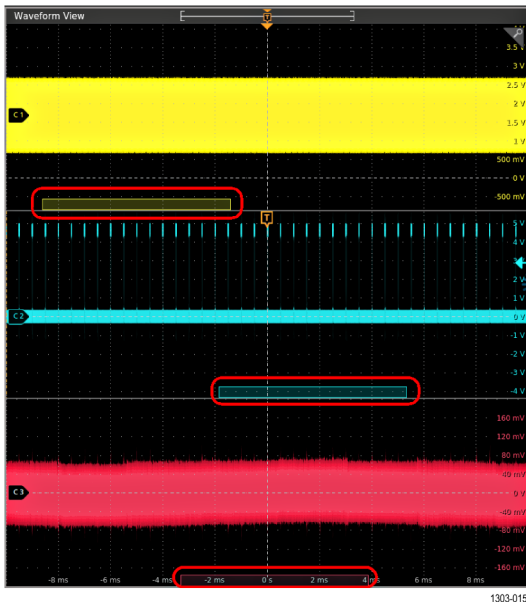 Waveform View
T
3.5 V
3 V
2.5 V
2 V
C 1
1.5 V
1 V
500 mV
0 V
-500 mV
T
5 V
4 V
3 V
2 V
1 V
C 2
0 V
-1 V
-2 V
-3 V
-4 V
160 mV
120 mV
80 mV
40 mV
C 3
0 V
-40 mV
-80 mV
-120 mV
-160 mV
-8 ms -6 ms -4 ms -2 ms 0 s 2 ms 4 ms 6 ms 8 ms
1303-015